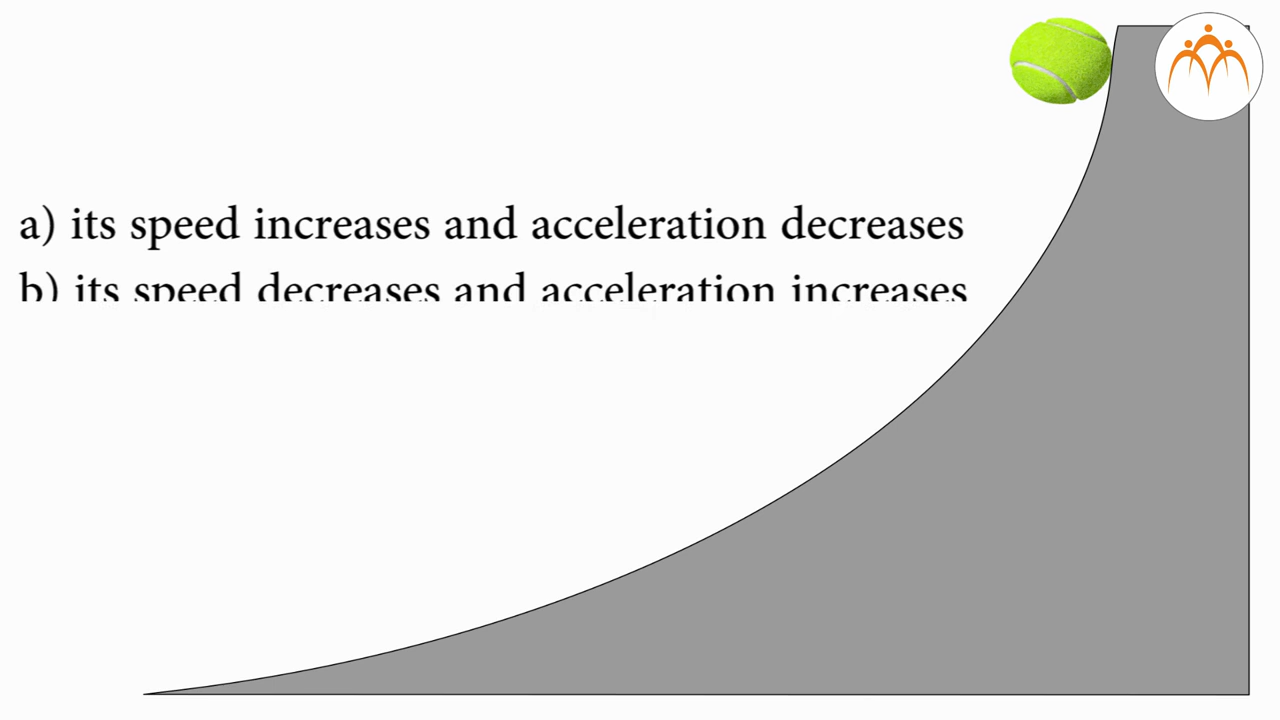 a) its speed increases and acceleration decreases
b) its speed decreases and acceleration increases